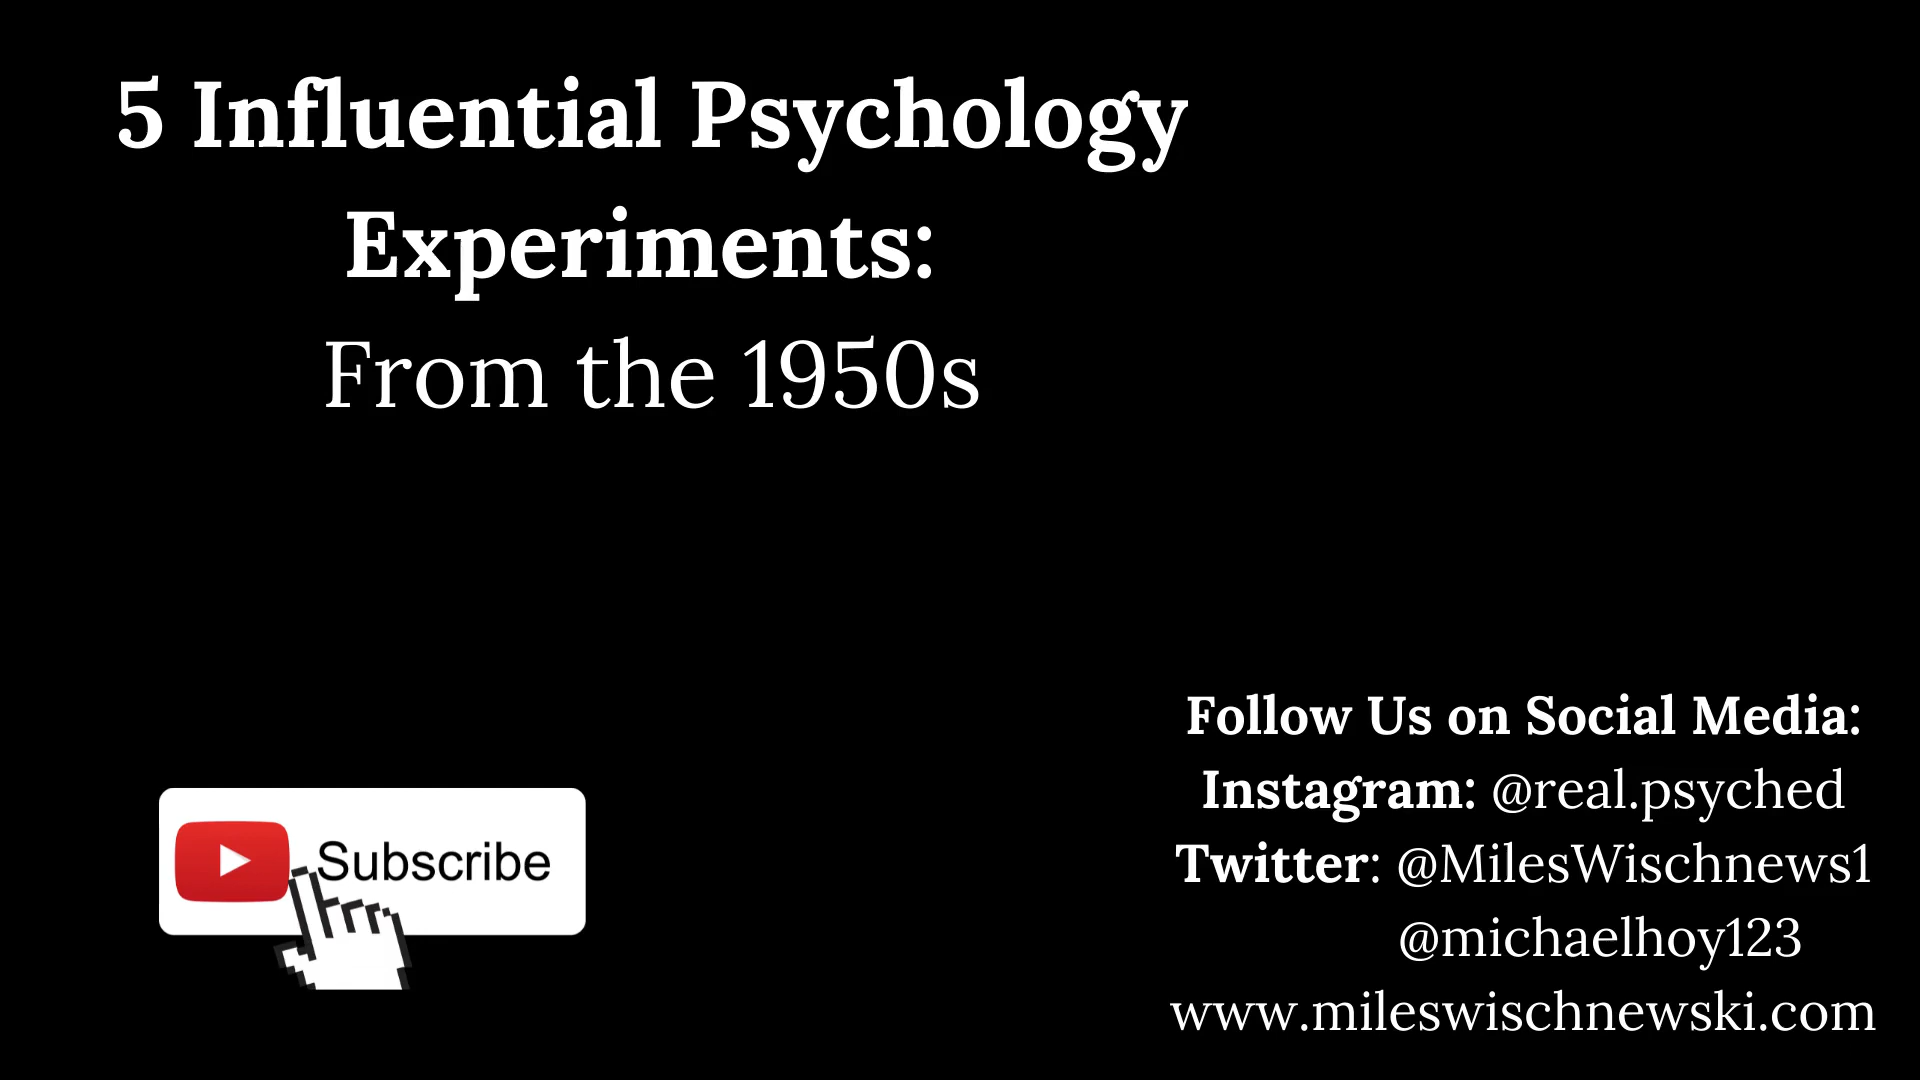 5 Influential Psychology
Experiments:
From the 1950s
Subscribe
Follow Us on Social Media:
Instagram: @real.psyched
Twitter: @MilesWischnews1
@michaelhoy123
www.mileswischnewski.com